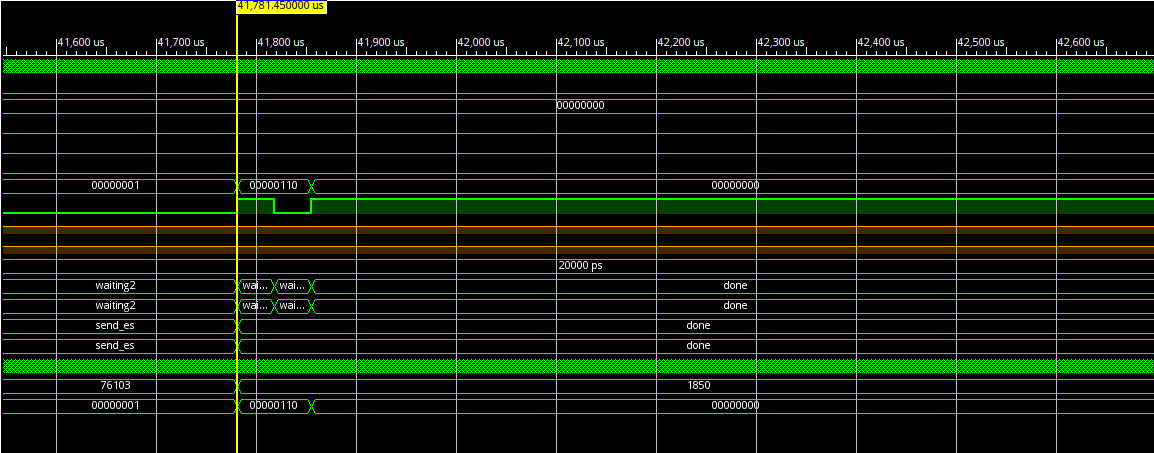 41,781.450000 us
41,600 us 41,700 us 41,800 us 41,900 us 42,000 us 42,100 us 42,200 us 42,300 us 42,400 us 42,500 us 42,600 us
00000000
00000001 00000110 00000000
20000 ps
waiting2 wai... wai... done
waiting2 wai... wai... done
send_es done
send_es done
76103 1850
00000001 00000110 00000000